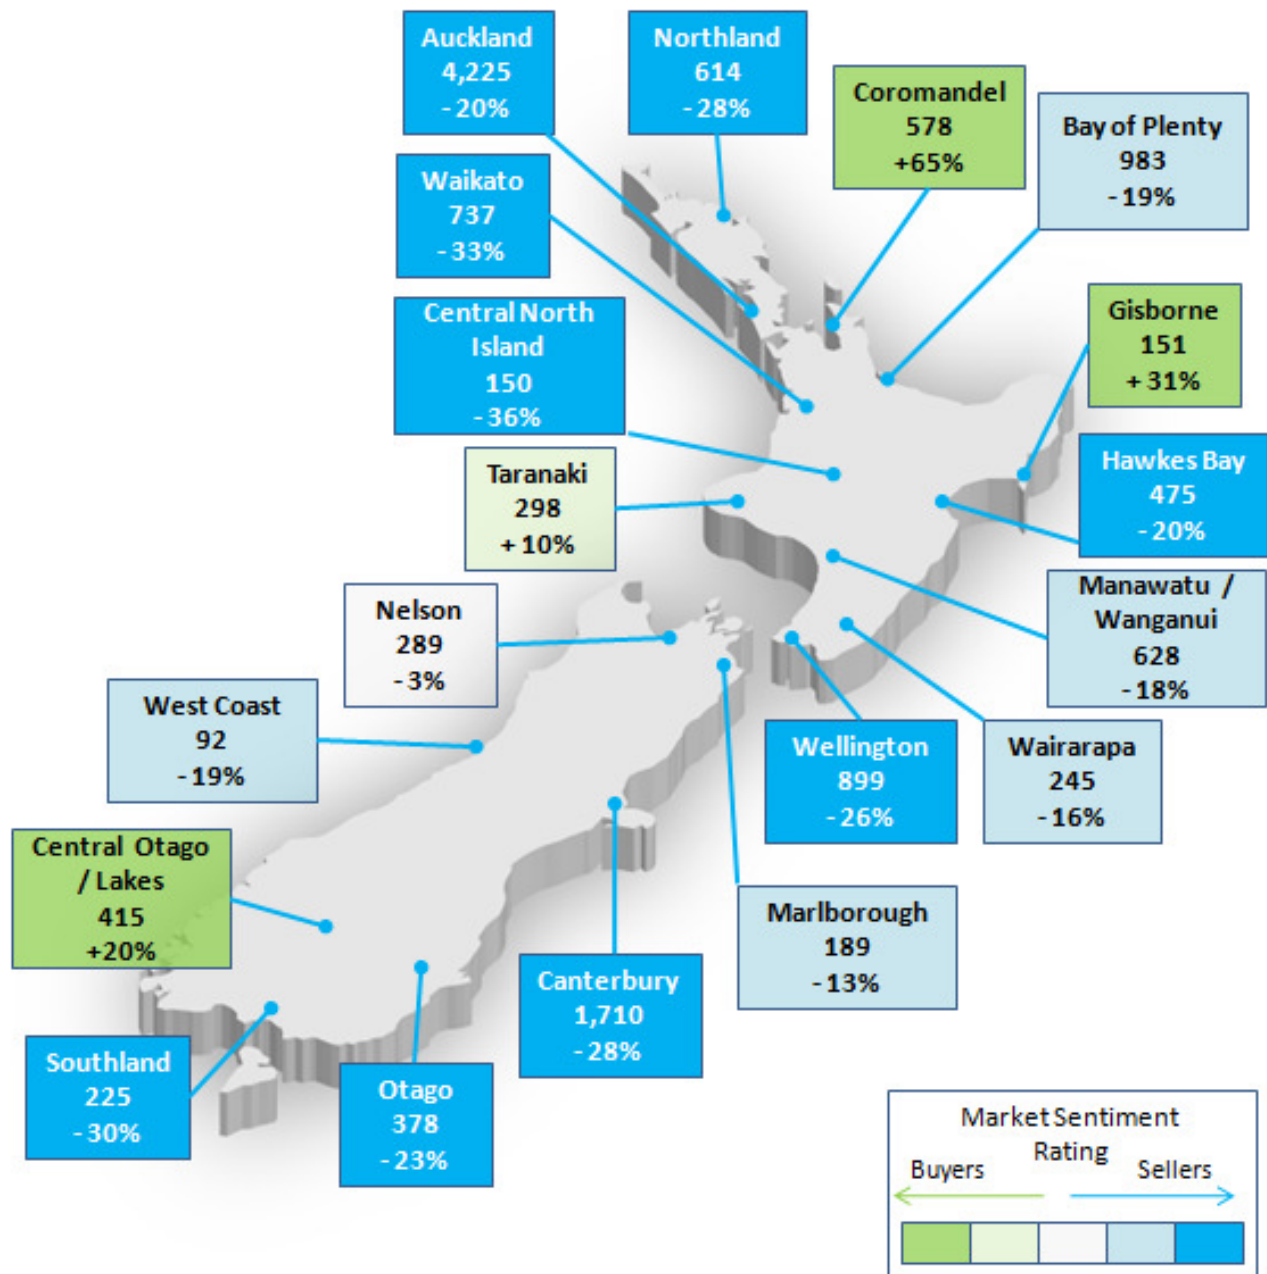 Auckland
4,225
- 20%
Northland
614
- 28%
Coromandel
578
+65%
Bay of Plenty
983
- 19%
Waikato
737
- 33%
Central North
Island
150
- 36%
Gisborne
151
+ 31%
Taranaki
298
+ 10%
Hawkes Bay
475
- 20%
Nelson
289
- 3%
Manawatu /
Wanganui
628
- 18%
West Coast
92
- 19%
Wellington
899
- 26%
Wairarapa
245
- 16%
Central Otago
/ Lakes
415
+20%
Marlborough
189
- 13%
Canterbury
1,710
- 28%
Southland
225
- 30%
Otago
378
- 23%
Market Sentiment
Rating
Buyers Sellers